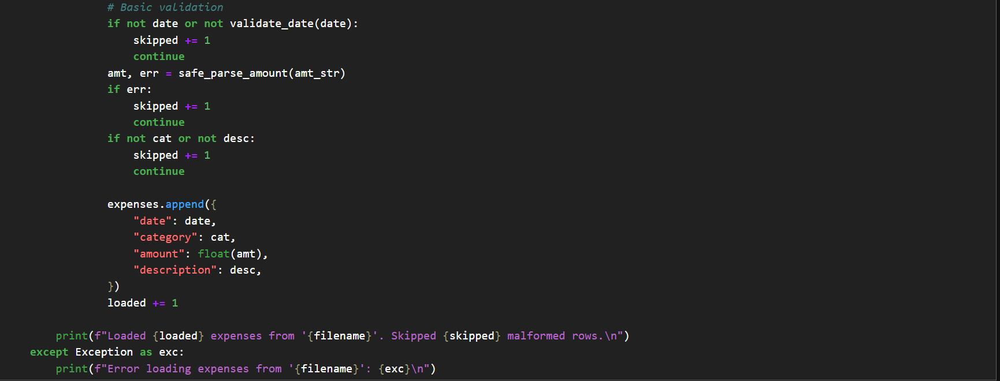 # Basic validation
if not date or not validate_date(date):
    skipped += 1
    continue
amt, err = safe_parse_amount(amt_str)
if err:
    skipped += 1
    continue
if not cat or not desc:
    skipped += 1
    continue

expenses.append({
    "date": date,
    "category": cat,
    "amount": float(amt),
    "description": desc,
})
loaded += 1

print(f"Loaded {loaded} expenses from '{filename}'. Skipped {skipped} malformed rows.\n")
except Exception as exc:
print(f"Error loading expenses from '{filename}': {exc}\n")